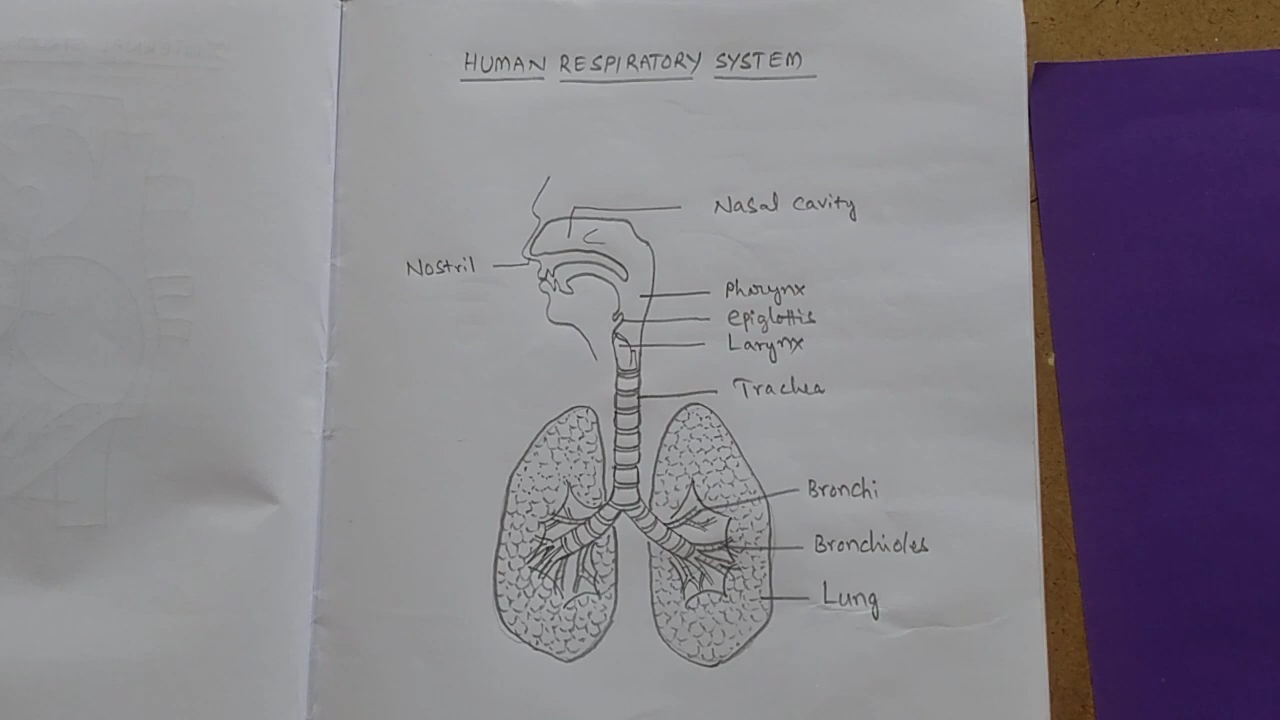 HUMAN RESPIRATORY SYSTEM
Nasal cavity
Nostril
Pharynx
epiglottis
Larynx
Trachea
Bronchi
Bronchioles
Lung